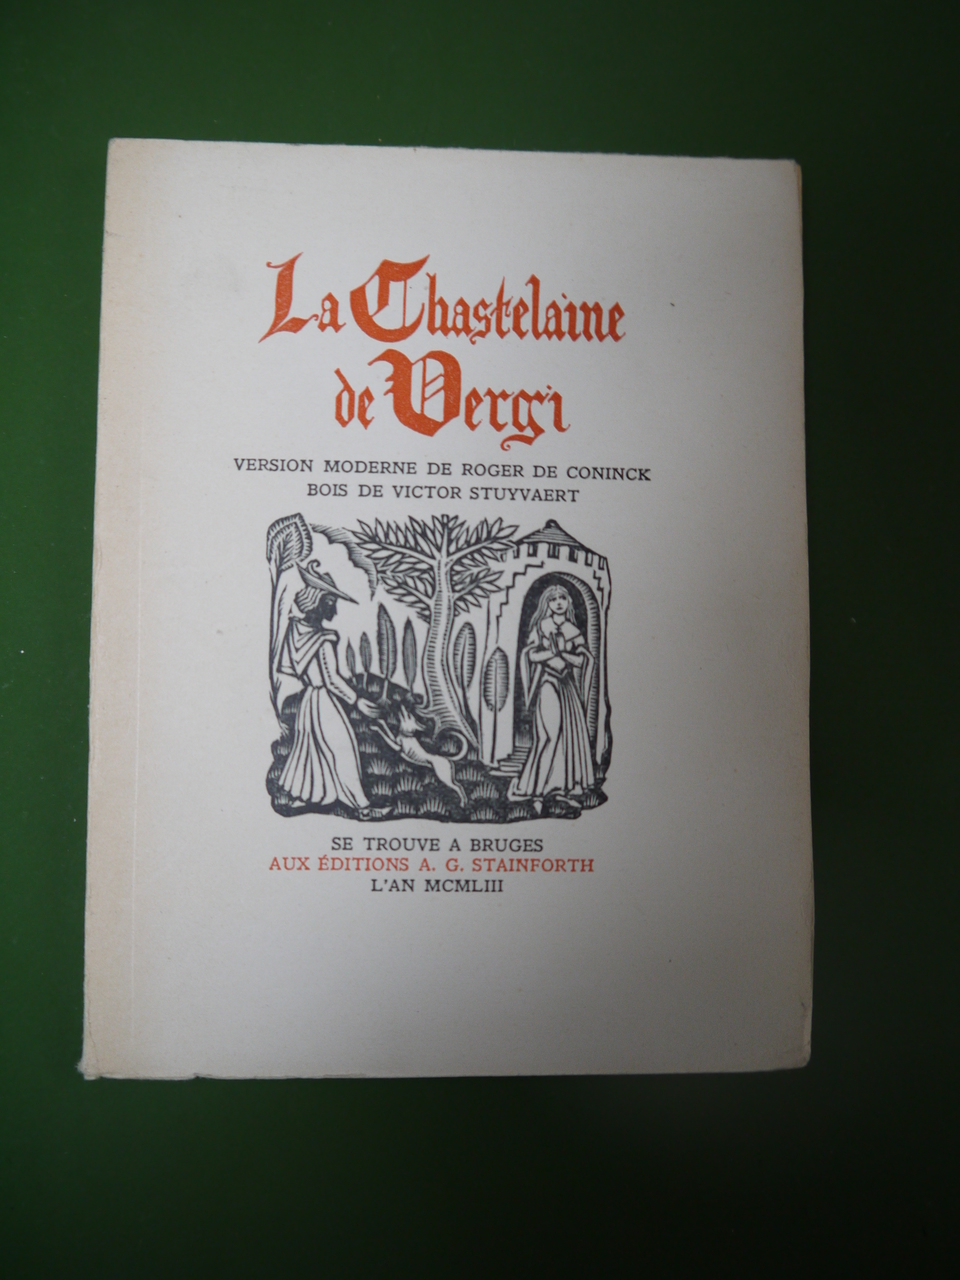 La Chastelaine
de Vergi
VERSION MODERNE DE ROGER DE CONINCK
BOIS DE VICTOR STUYVAERT
SE TROUVE A BRUGES
AUX ÉDITIONS A. G. STAINFORTH
L'AN MCMLIII